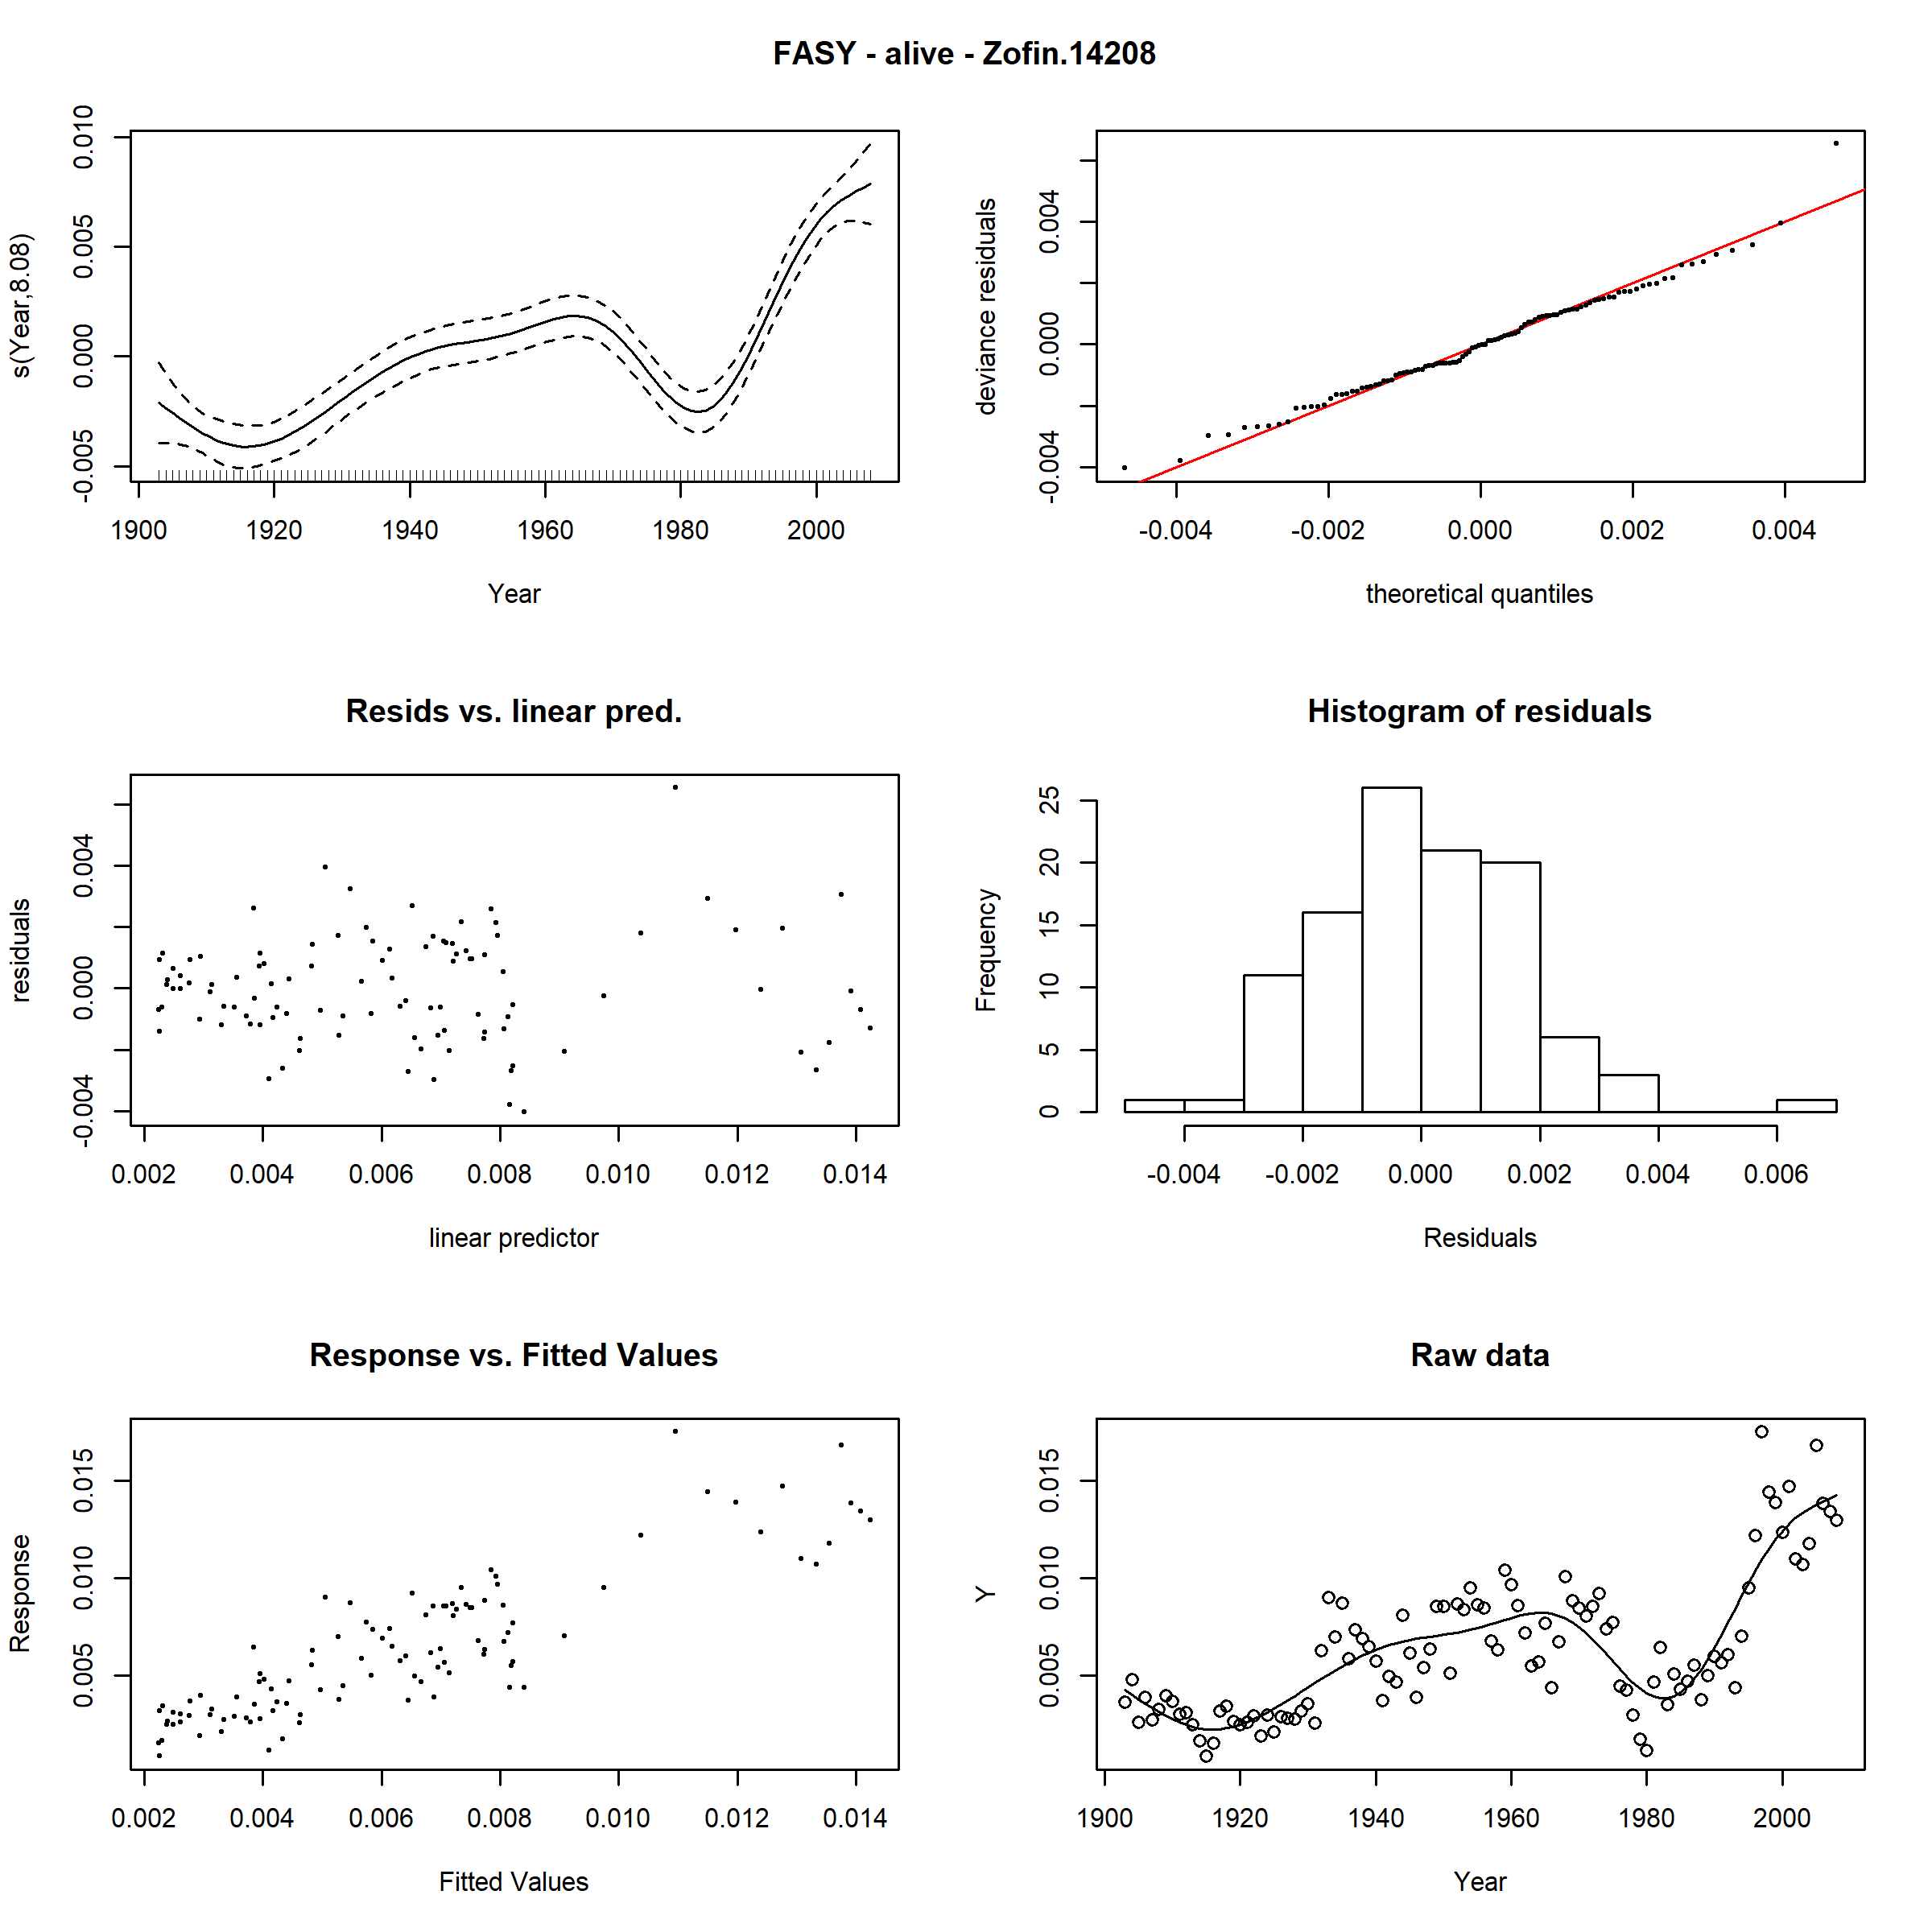 FASY - alive - Zofin.14208
s(Year,8.08)
-0.005 0.000 0.005 0.010
1900 1920 1940 1960 1980 2000
Year
deviance residuals
-0.004 0.000 0.004
-0.004 -0.002 0.000 0.002 0.004
theoretical quantiles
Resids vs. linear pred.
residuals
-0.004 0.000 0.004
0.002 0.004 0.006 0.008 0.010 0.012 0.014
linear predictor
Histogram of residuals
Frequency
0 5 10 15 20 25
-0.004 -0.002 0.000 0.002 0.004 0.006
Residuals
Response vs. Fitted Values
Response
0.005 0.010 0.015
0.002 0.004 0.006 0.008 0.010 0.012 0.014
Fitted Values
Raw data
Y
0.005 0.010 0.015
1900 1920 1940 1960 1980 2000
Year